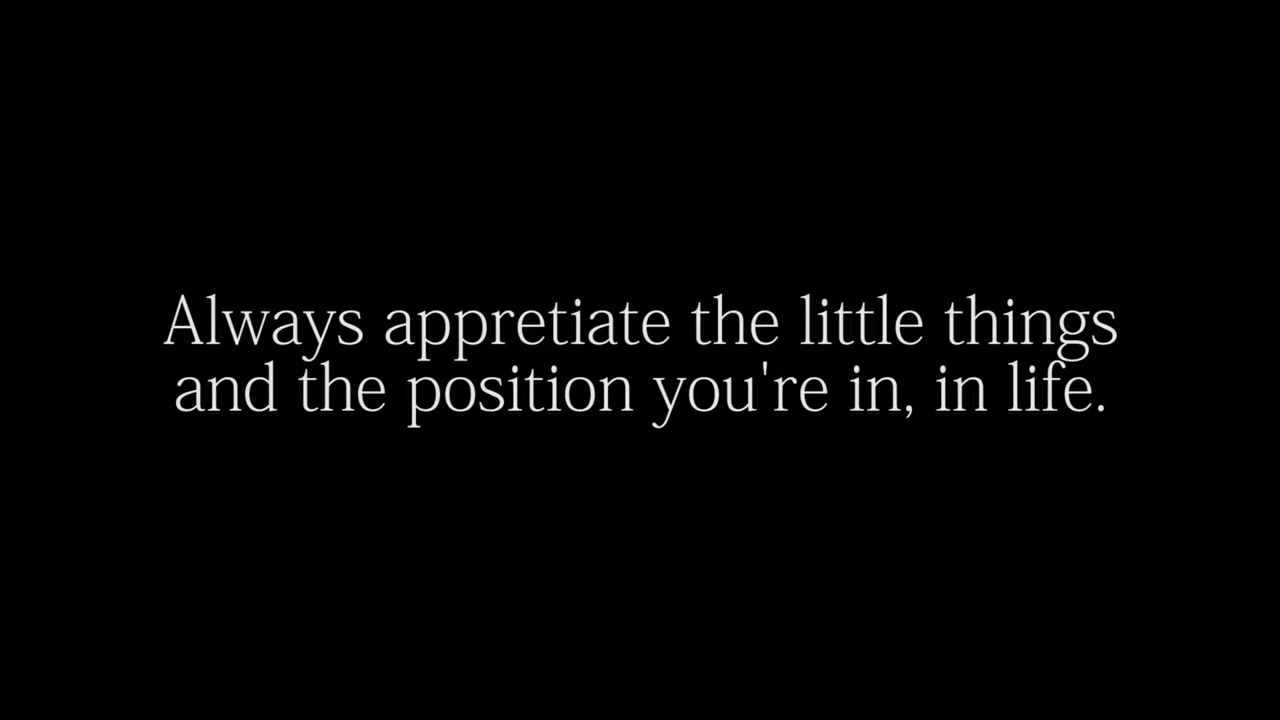 Always appretiate the little things
and the position you're in, in life.